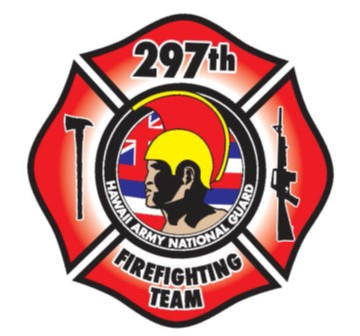 297th
HAWAII ARMY NATIONAL GUARD
FIREFIGHTING
TEAM